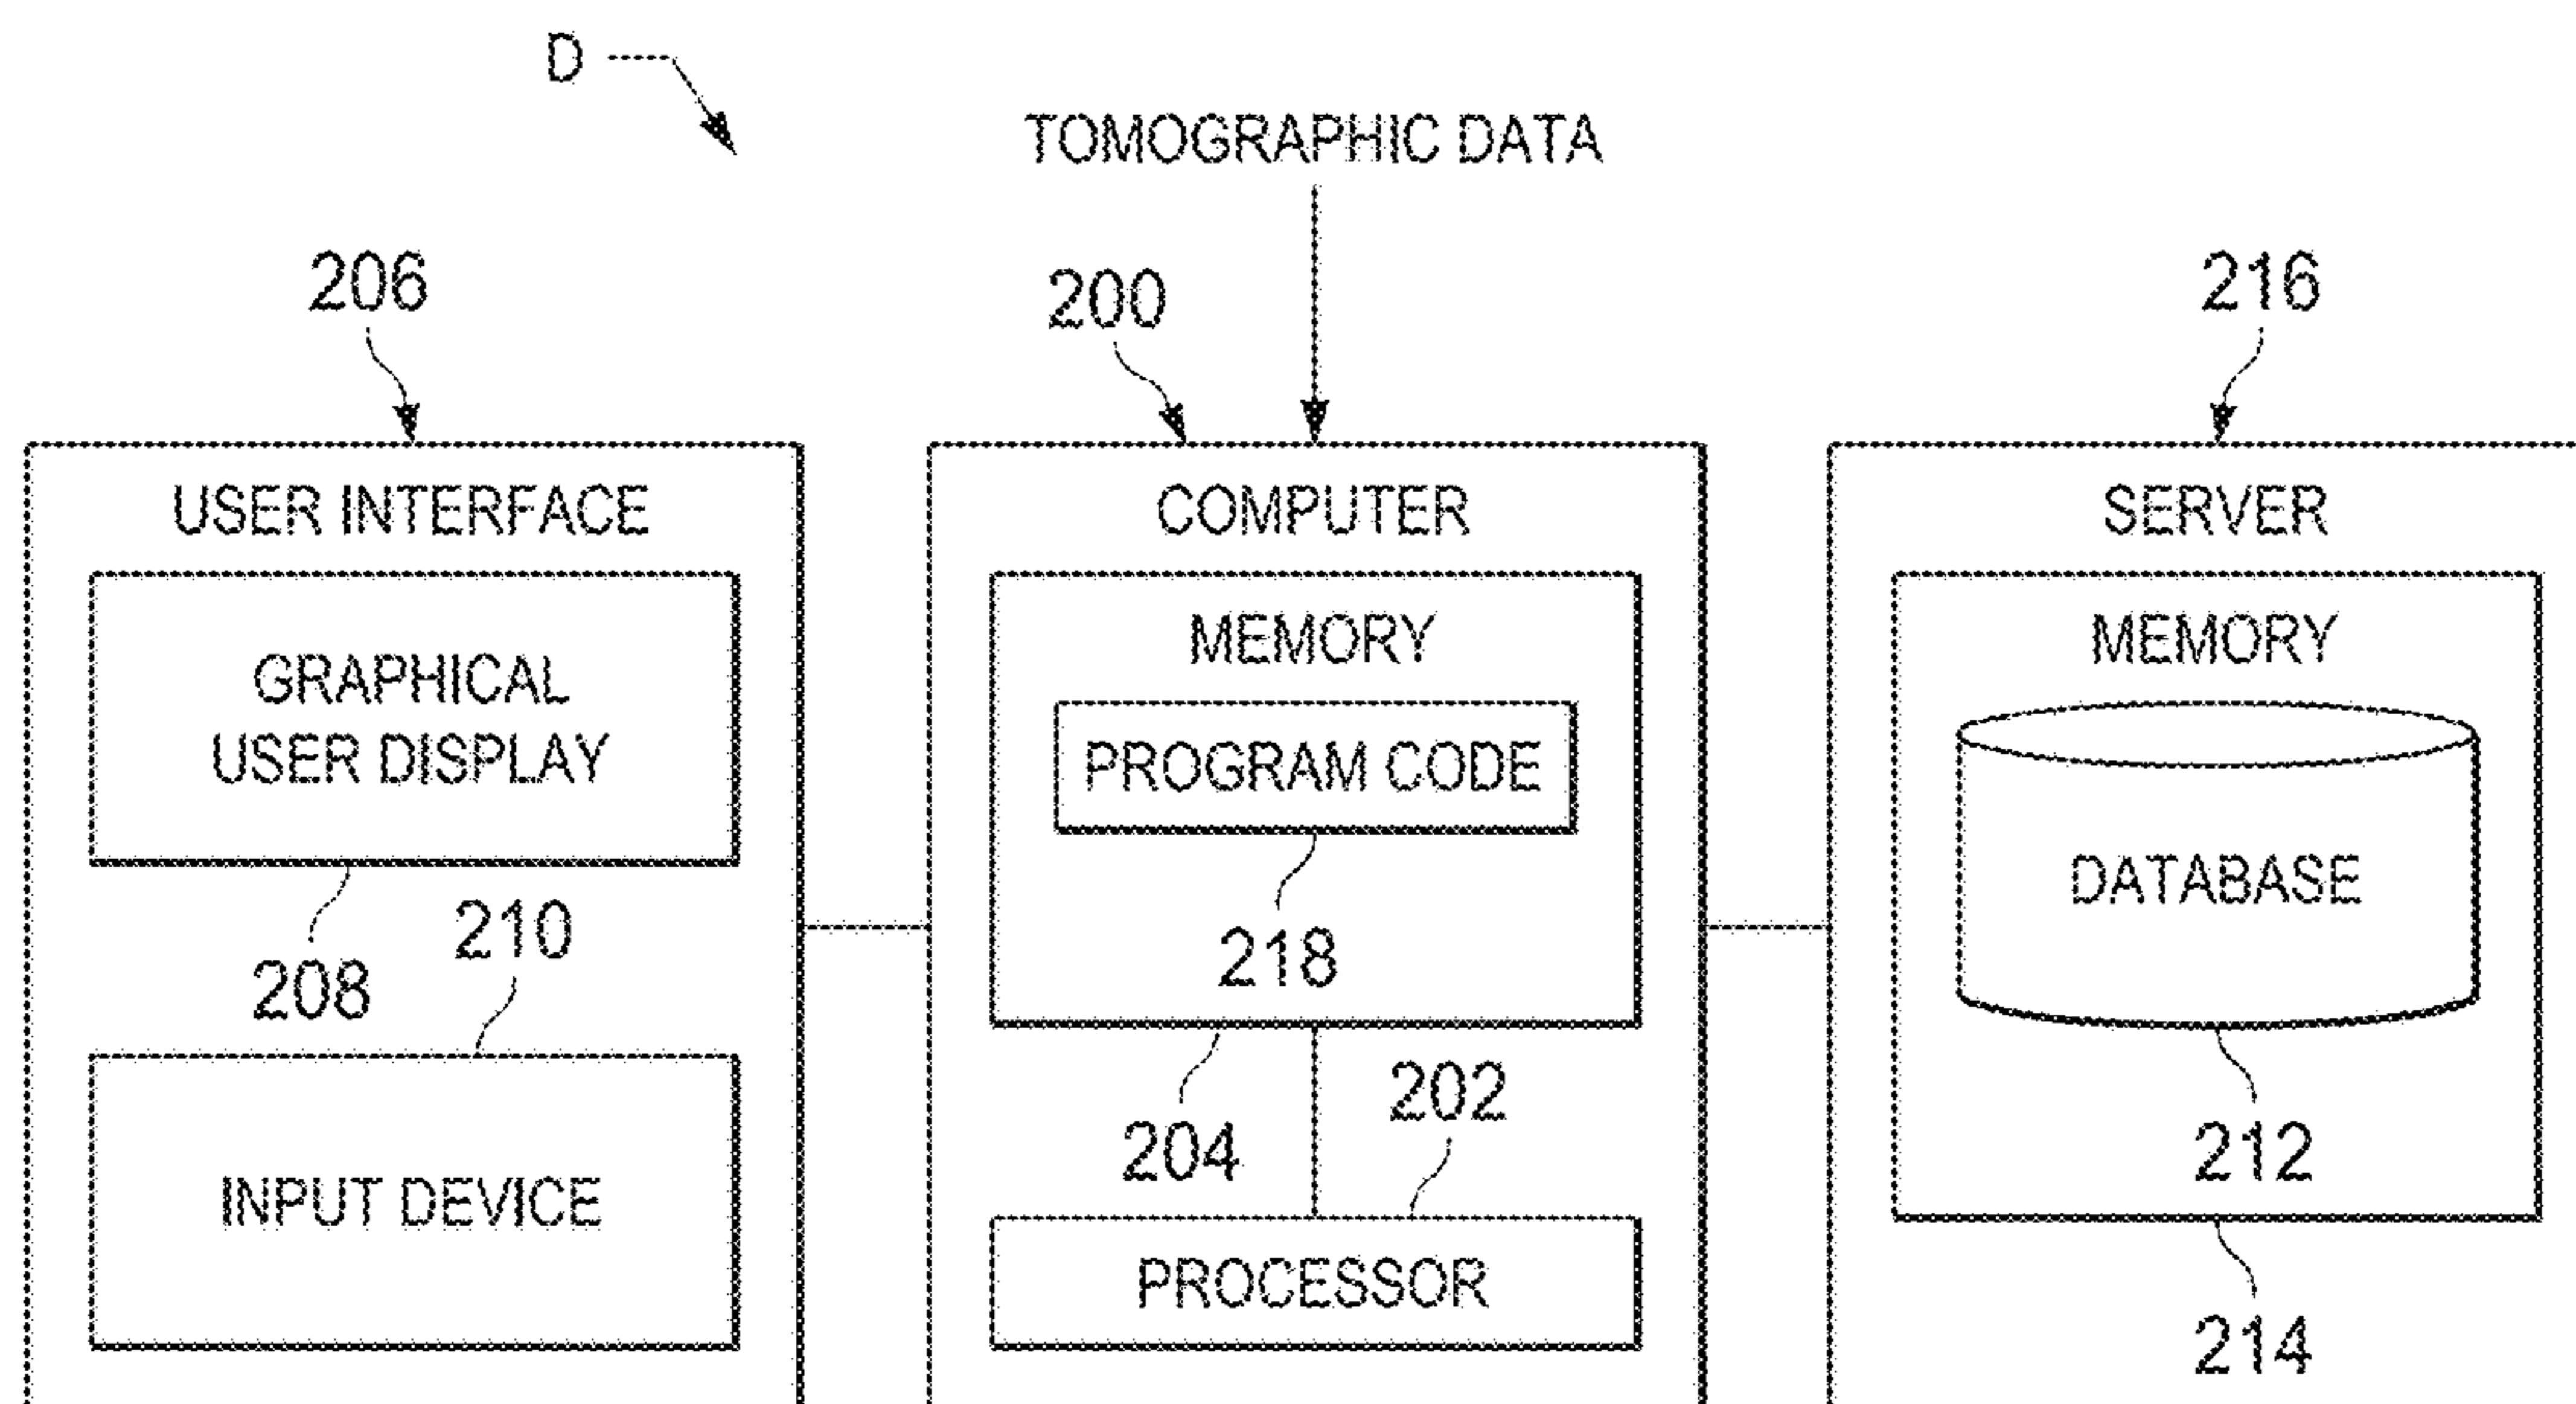 D
TOMOGRAPHIC DATA
206
200
216
USER INTERFACE
GRAPHICAL
USER DISPLAY
208
210
INPUT DEVICE
COMPUTER
MEMORY
PROGRAM CODE
218
204
202
PROCESSOR
SERVER
MEMORY
DATABASE
212
214